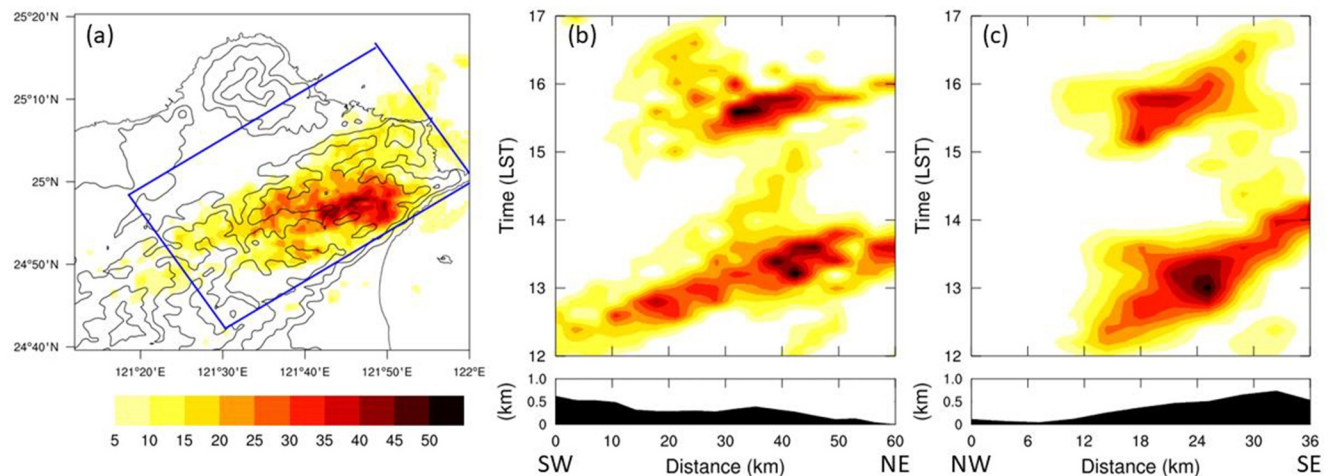 (a)
25°20'N
25°10'N
25°N
24°50'N
24°40'N
121°20'E
121°30'E
121°40'E
121°50'E
122°E
5 10 15 20 25 30 35 40 45 50
(b)
17
16
15
14
13
12
Time (LST)
1.0
0.5
0
(km)
0 10 20 30 40 50 60
SW Distance (km) NE
(c)
17
16
15
14
13
12
Time (LST)
1.0
0.5
0
(km)
0 6 12 18 24 30 36
NW Distance (km) SE